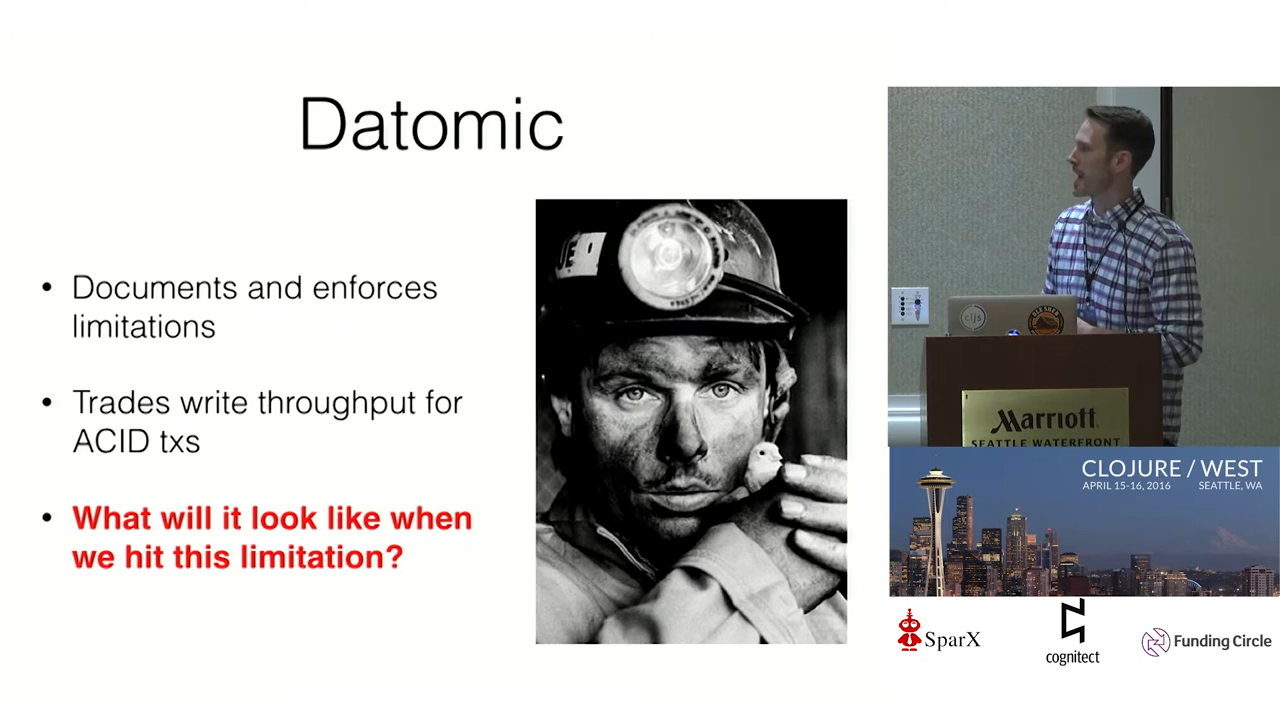 Datomic
• Documents and enforces
limitations
• Trades write throughput for
ACID txs
• What will it look like when
we hit this limitation?
cljs
Marriott
SEATTLE WATERFRONT
CLOJURE / WEST
APRIL 15-16, 2016 SEATTLE, WA
SparX
cognitect
Funding Circle